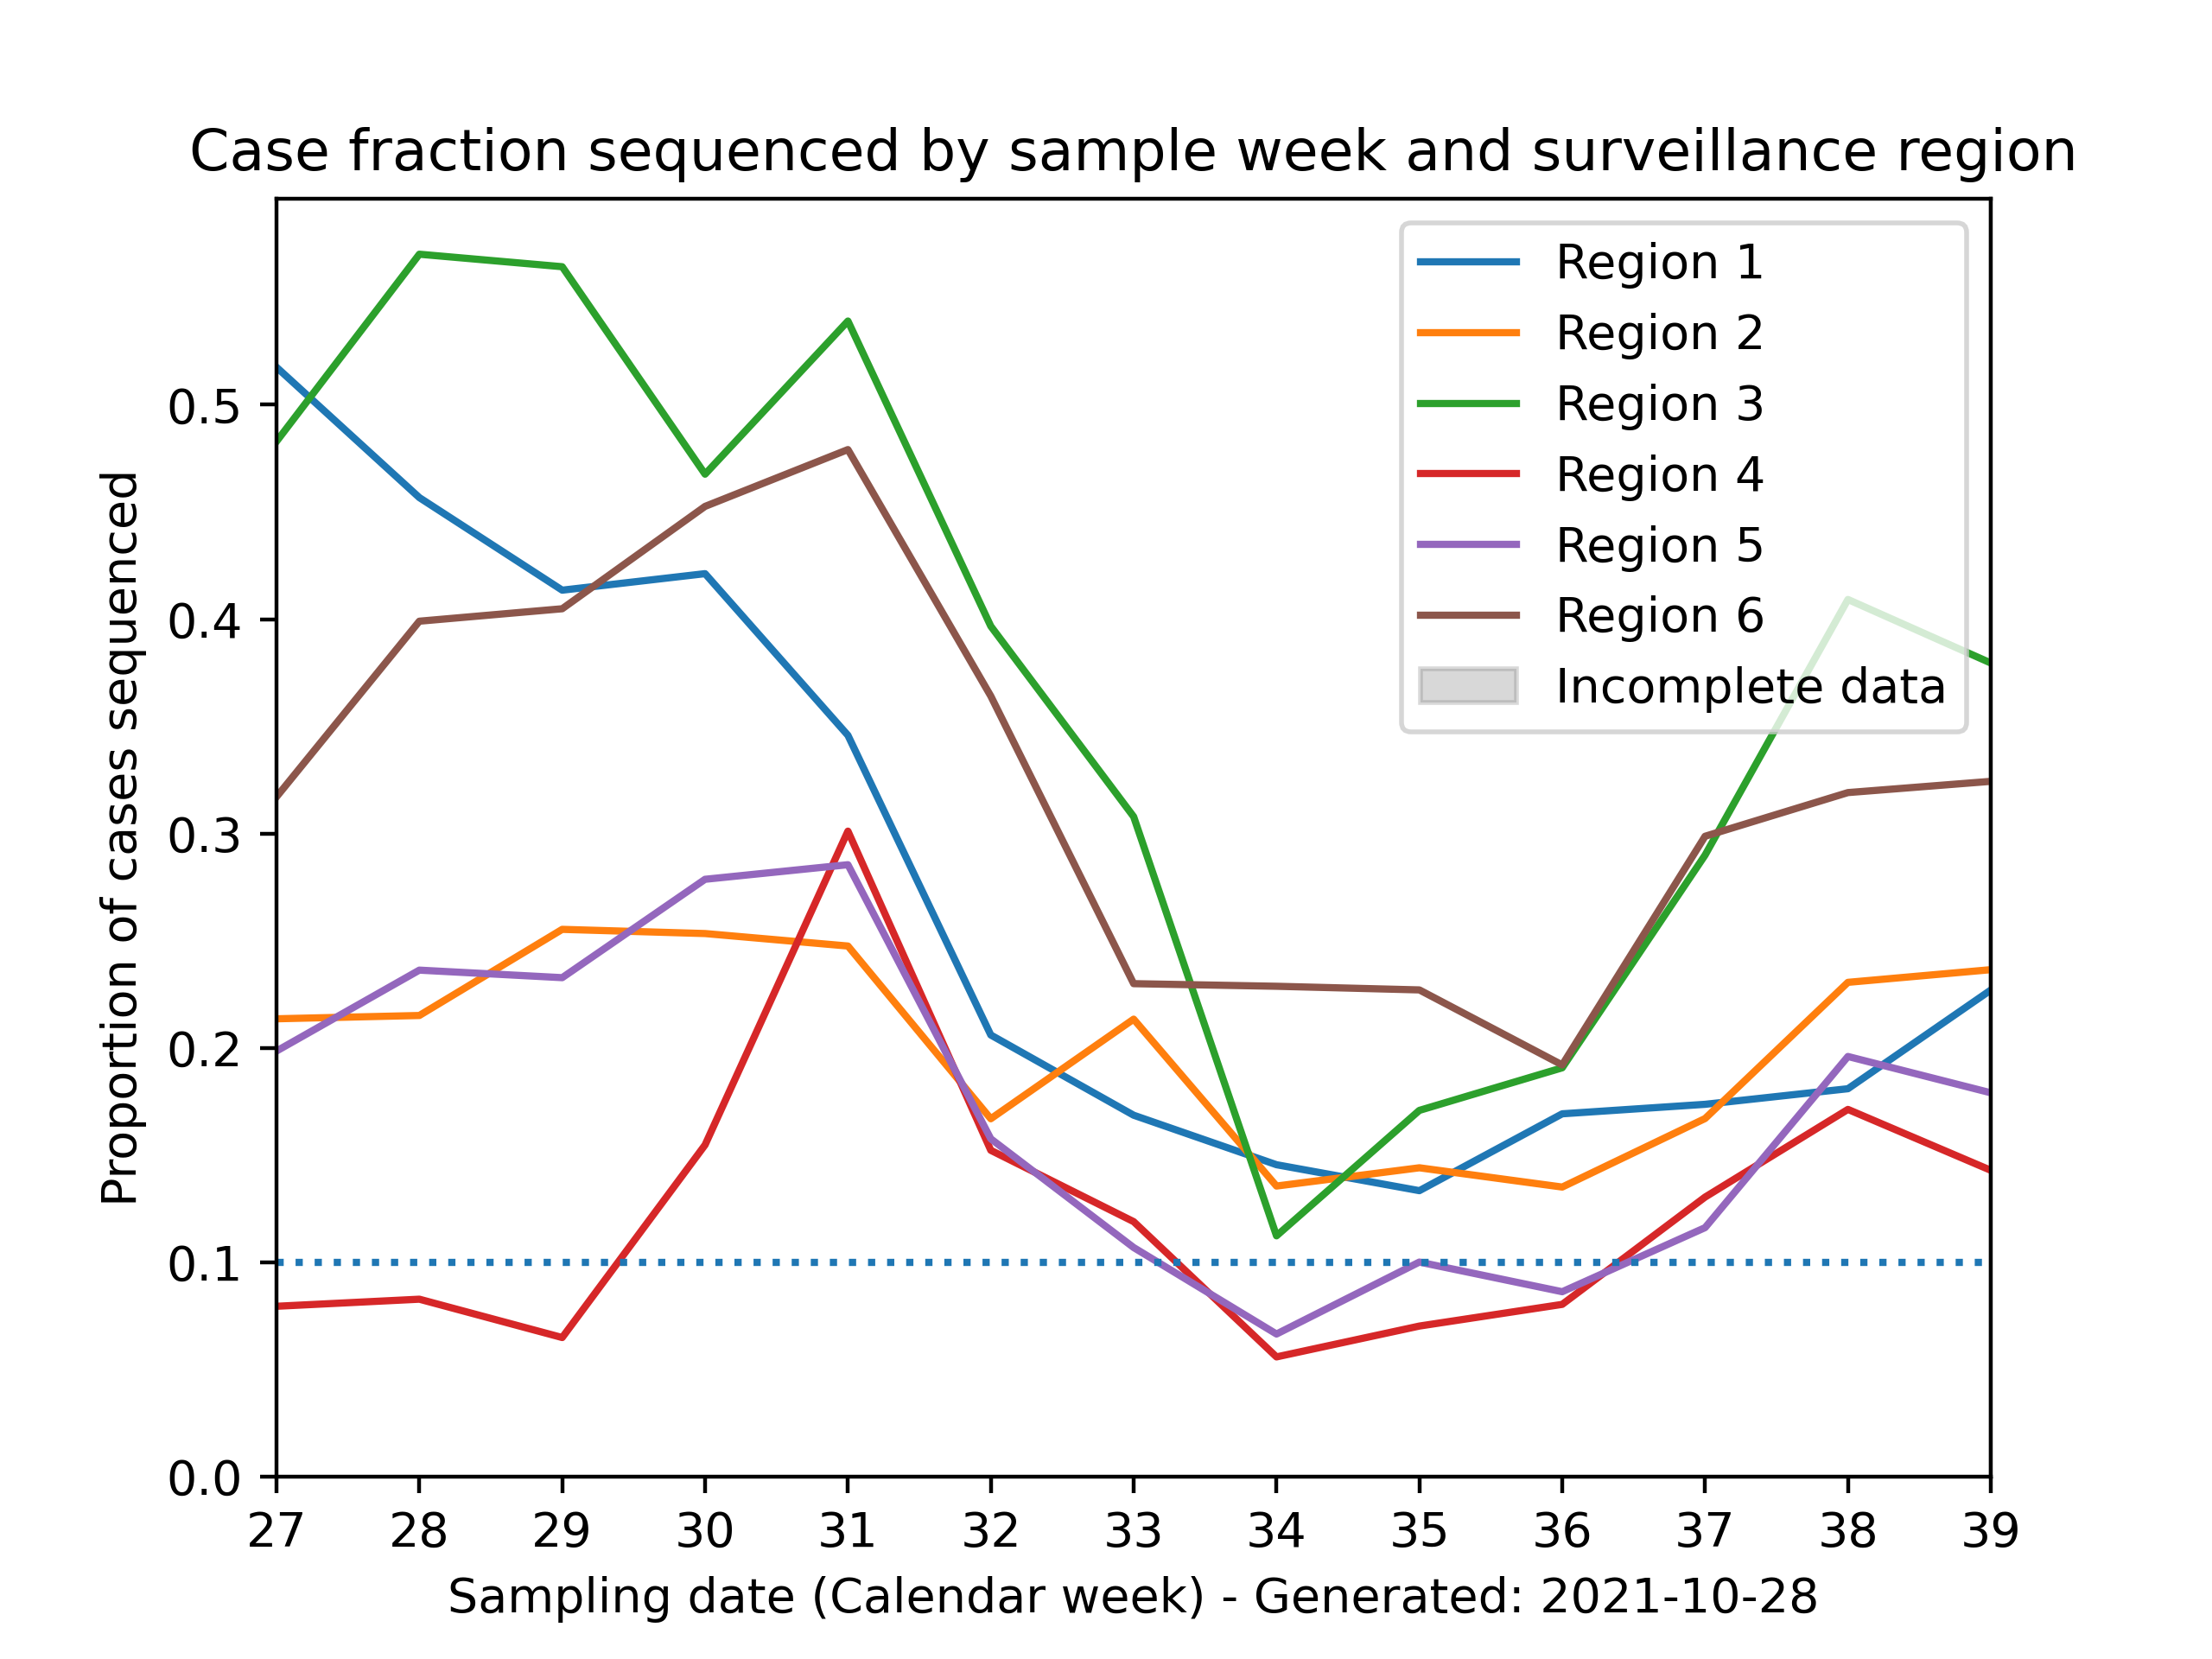 Case fraction sequenced by sample week and surveillance region
Region 1
Region 2
Region 3
Region 4
Region 5
Region 6
Incomplete data
Proportion of cases sequenced
0.5
0.4
0.3
0.2
0.1
0.0
27 28 29 30 31 32 33 34 35 36 37 38 39
Sampling date (Calendar week) - Generated: 2021-10-28